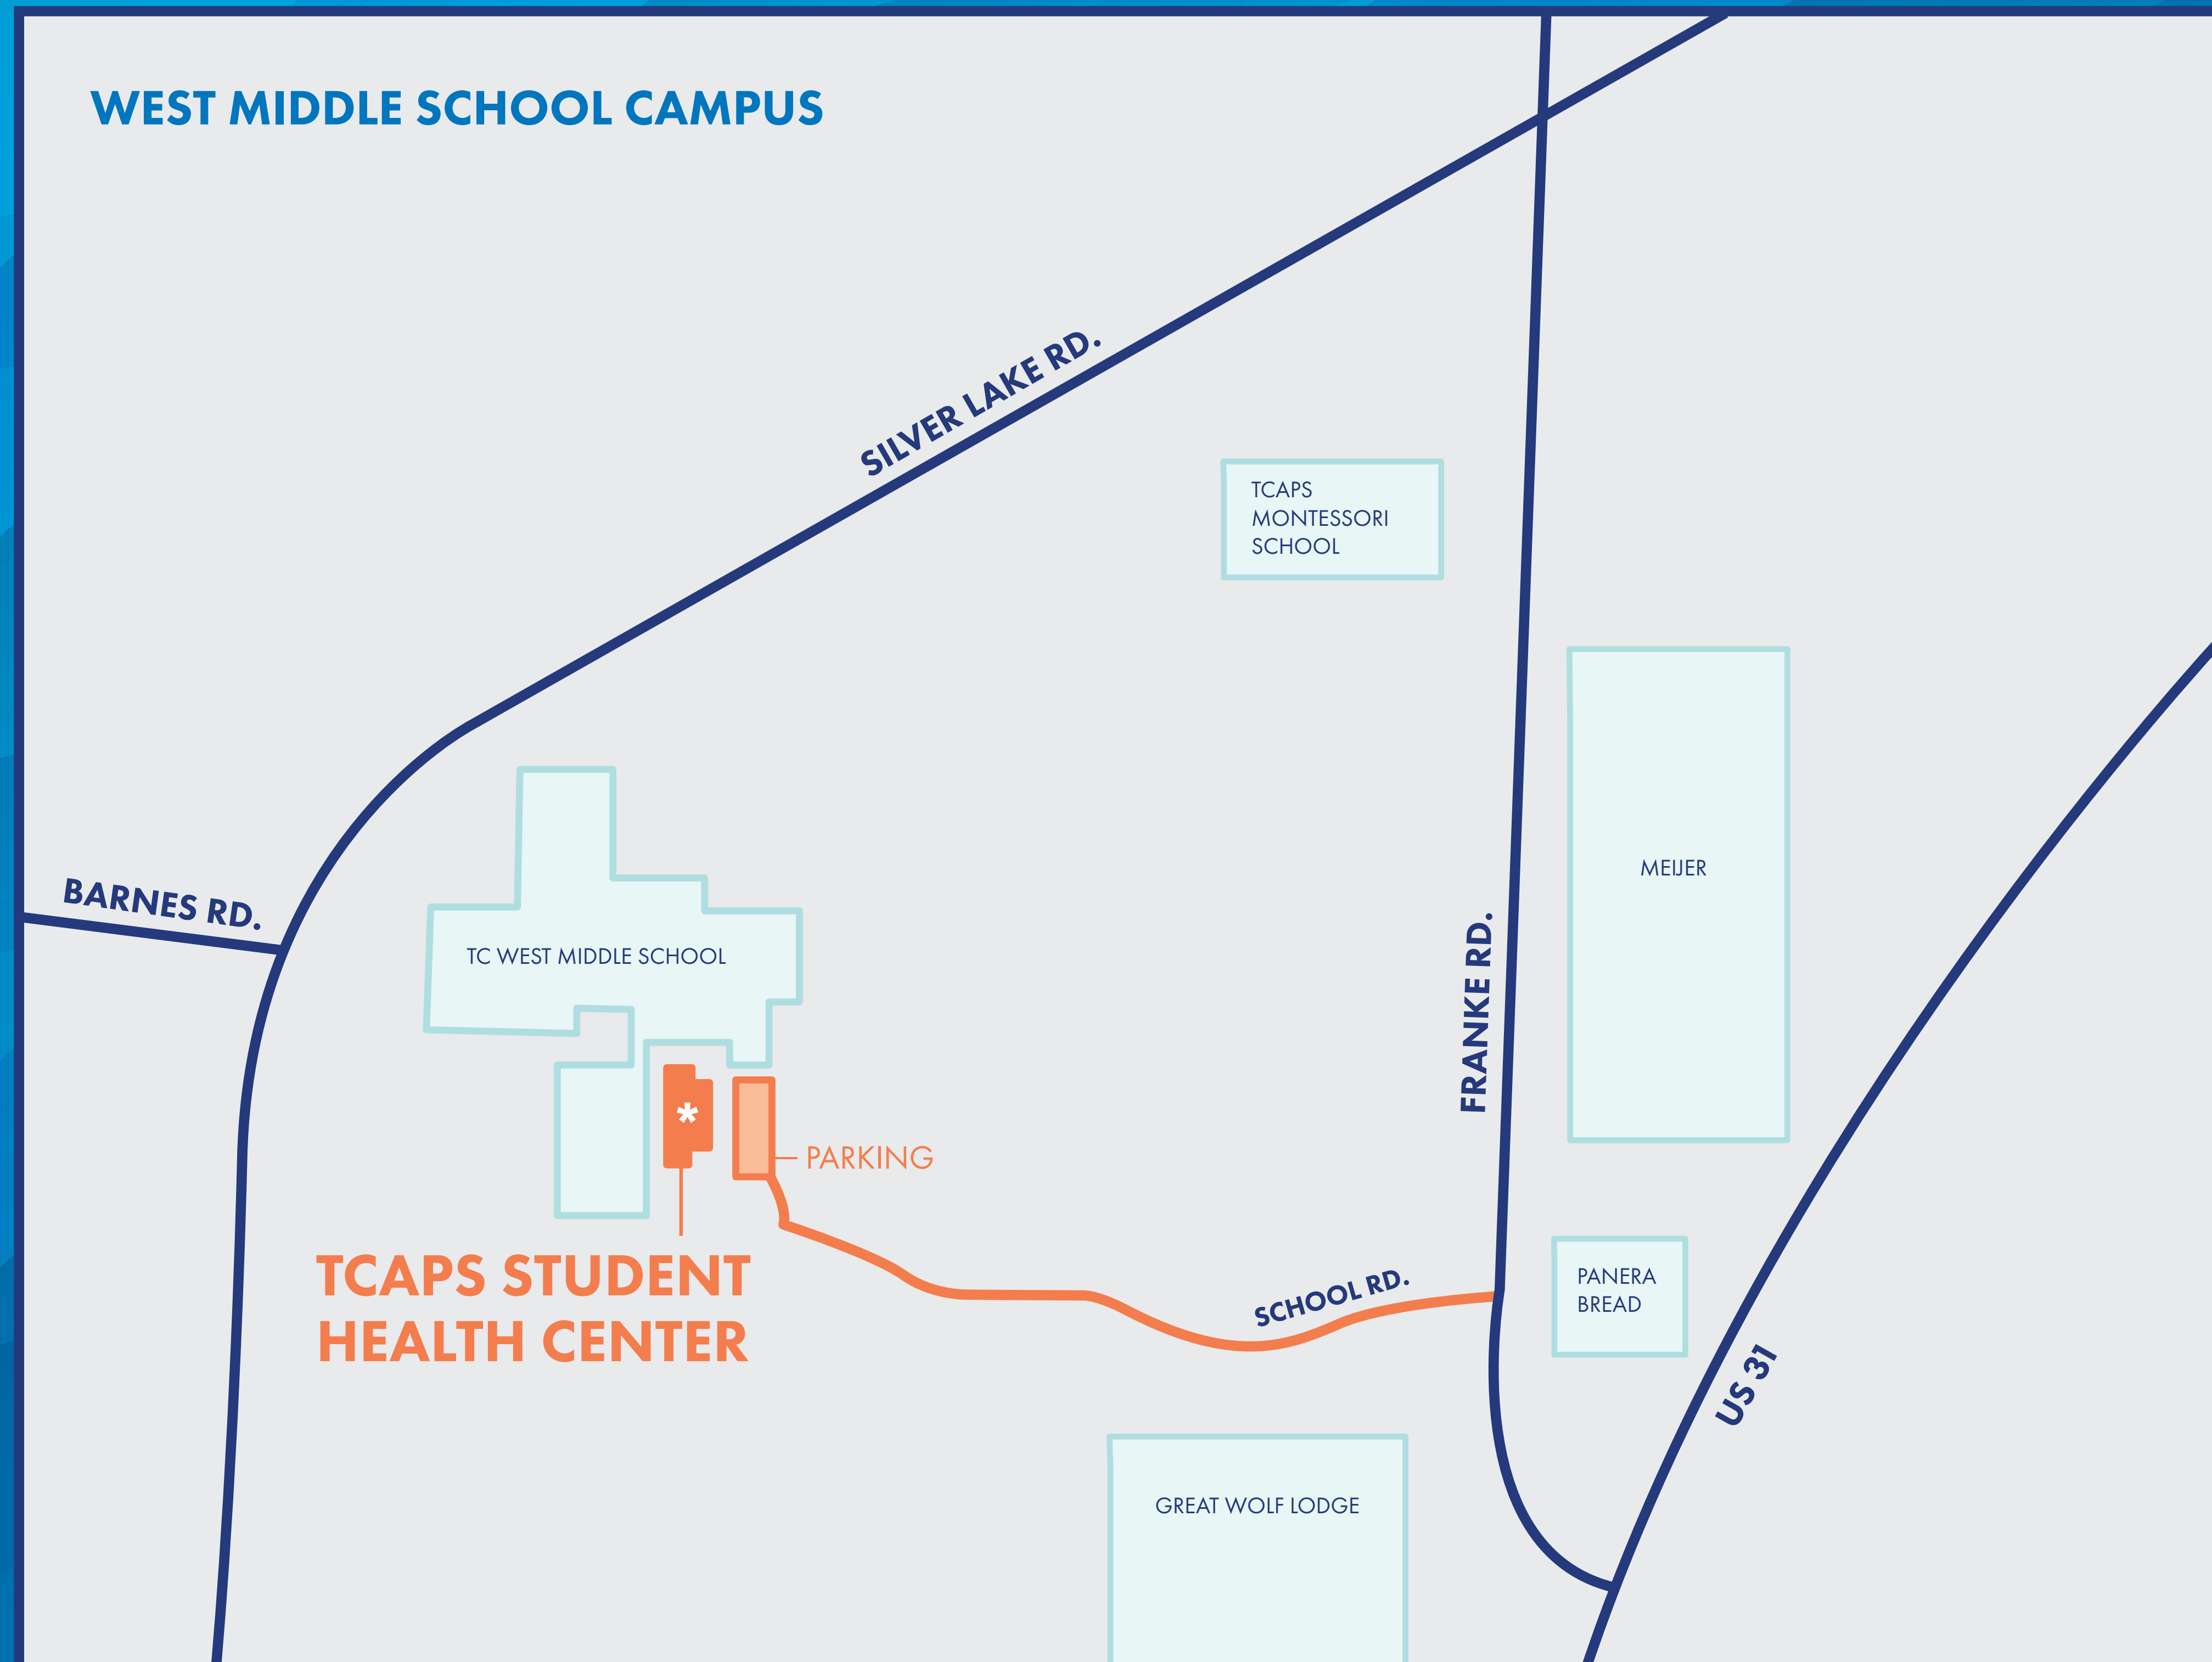 WEST MIDDLE SCHOOL CAMPUS
SILVER LAKE RD.
TCAPS
MONTESSORI
SCHOOL
MEIJER
BARNES RD.
TC WEST MIDDLE SCHOOL
FRANKE RD.
*
PARKING
TCAPS STUDENT
HEALTH CENTER
SCHOOL RD.
PANERA
BREAD
US 31
GREAT WOLF LODGE